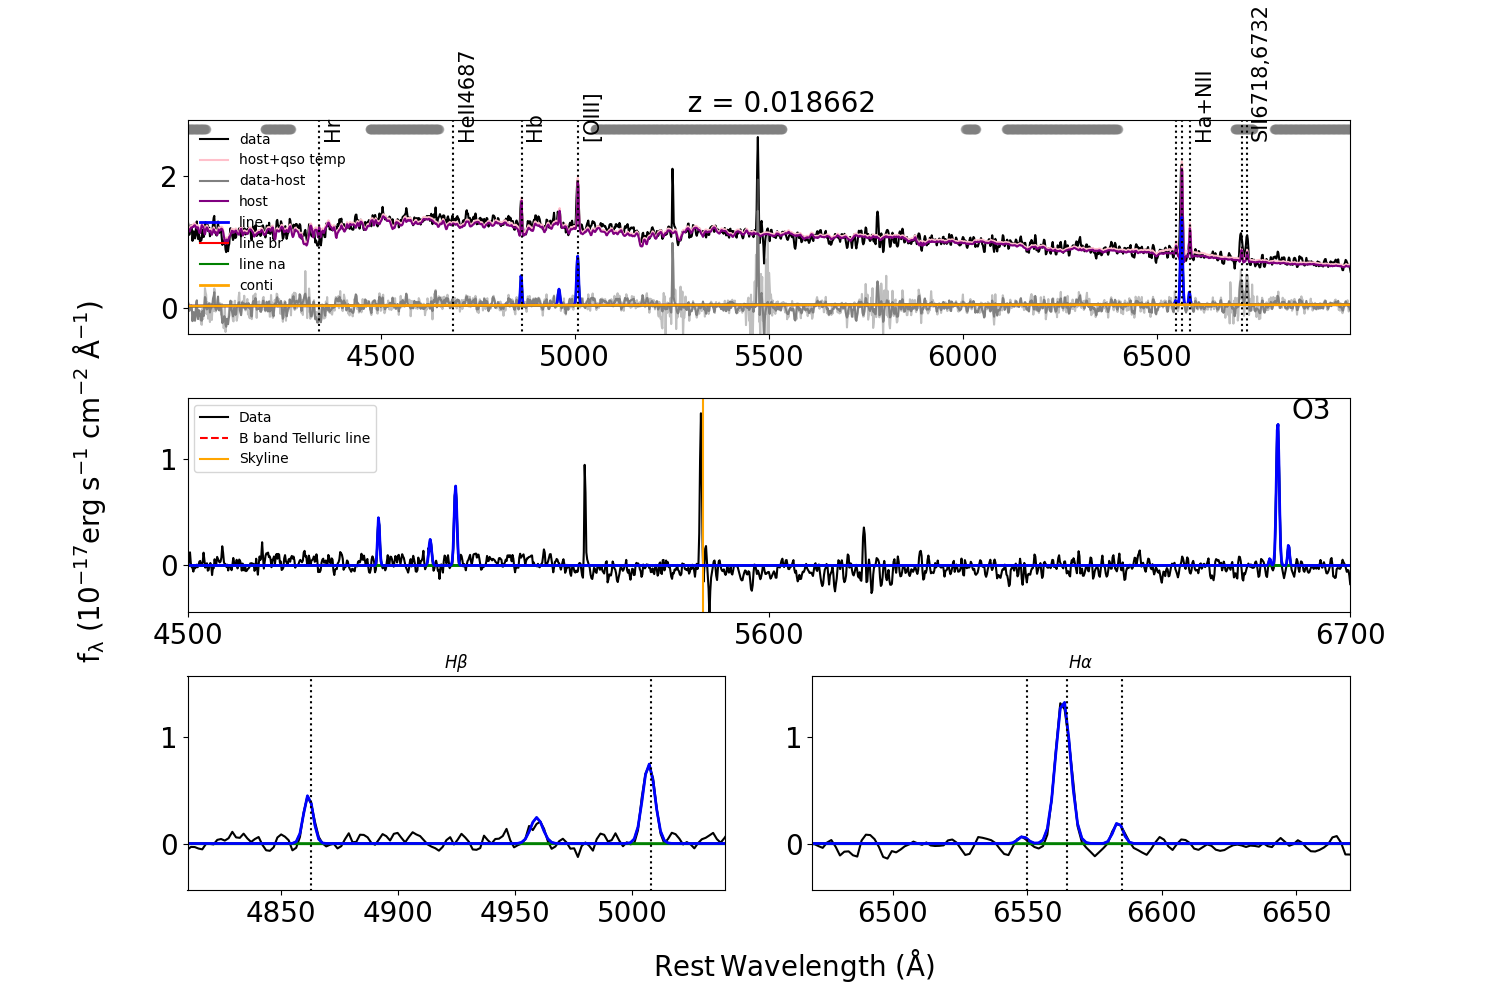 z = 0.018662
Hr
HeII4687
Hb
[OIII]
Ha+NII
SII6718,6732
data
host+qso temp
data-host
host
line
line br
line na
conti
2
0
4500
5000
5500
6000
6500
Data
B band Telluric line
Skyline
O3
1
0
4500
5600
6700
fλ (10⁻¹⁷erg s⁻¹ cm⁻² Å⁻¹)
Hβ
1
0
4850
4900
4950
5000
Hα
1
0
6500
6550
6600
6650
Rest Wavelength (Å)